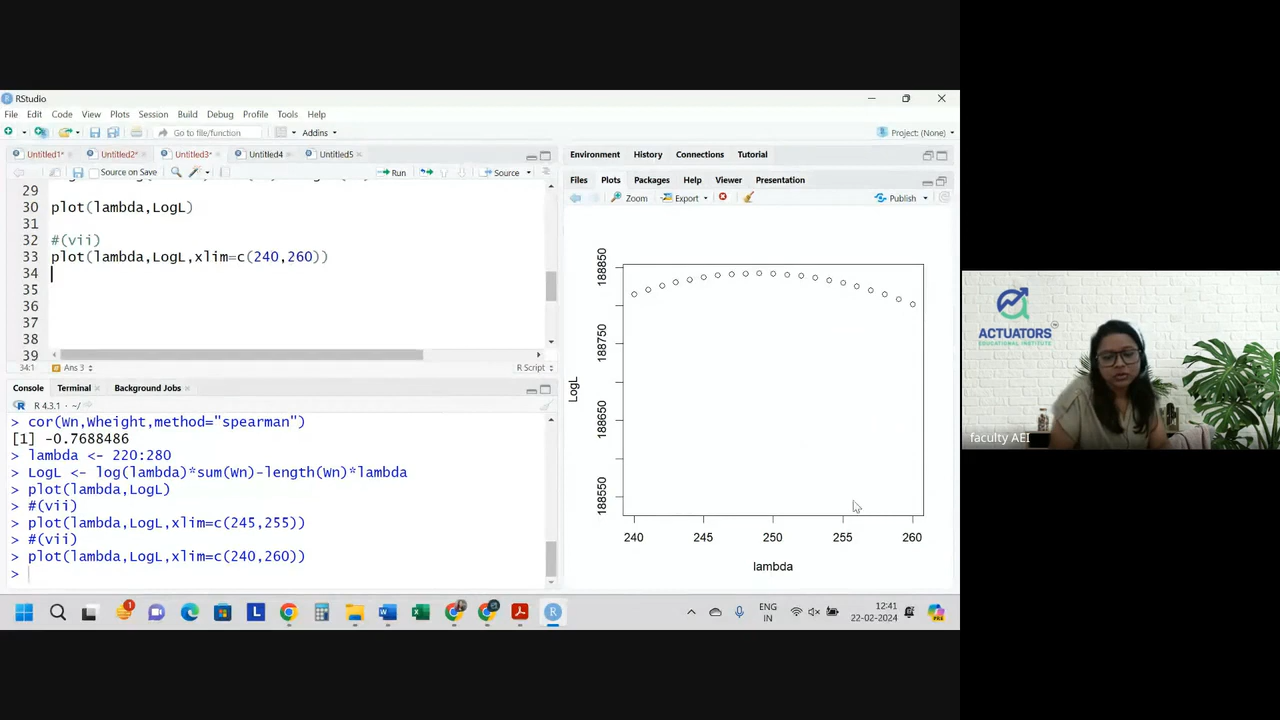 RStudio
File Edit Code View Plots Session Build Debug Profile Tools Help
Go to file/function Addins Project: (None)
Untitled1* Untitled2* Untitled3* Untitled4 Untitled5
Source on Save Run Source
29
30 plot(lambda,LogL)
31
32 #(vii)
33 plot(lambda,LogL,xlim=c(240,260))
34
35
36
37
38
39
34:1 Ans 3 R Script
Console Terminal Background Jobs
R 4.3.1 · ~/
> cor(Wn,Wheight,method="spearman")
[1] -0.7688486
> lambda <- 220:280
> LogL <- log(lambda)*sum(Wn)-length(Wn)*lambda
> plot(lambda,LogL)
> #(vii)
> plot(lambda,LogL,xlim=c(245,255))
> #(vii)
> plot(lambda,LogL,xlim=c(240,260))
>
Environment History Connections Tutorial
Files Plots Packages Help Viewer Presentation
Zoom Export Publish
LogL
188550 188650 188750 188850
240 245 250 255 260
lambda
ENG
IN
12:41
22-02-2024
ACTUATORS
EDUCATIONAL INSTITUTE
faculty AEI